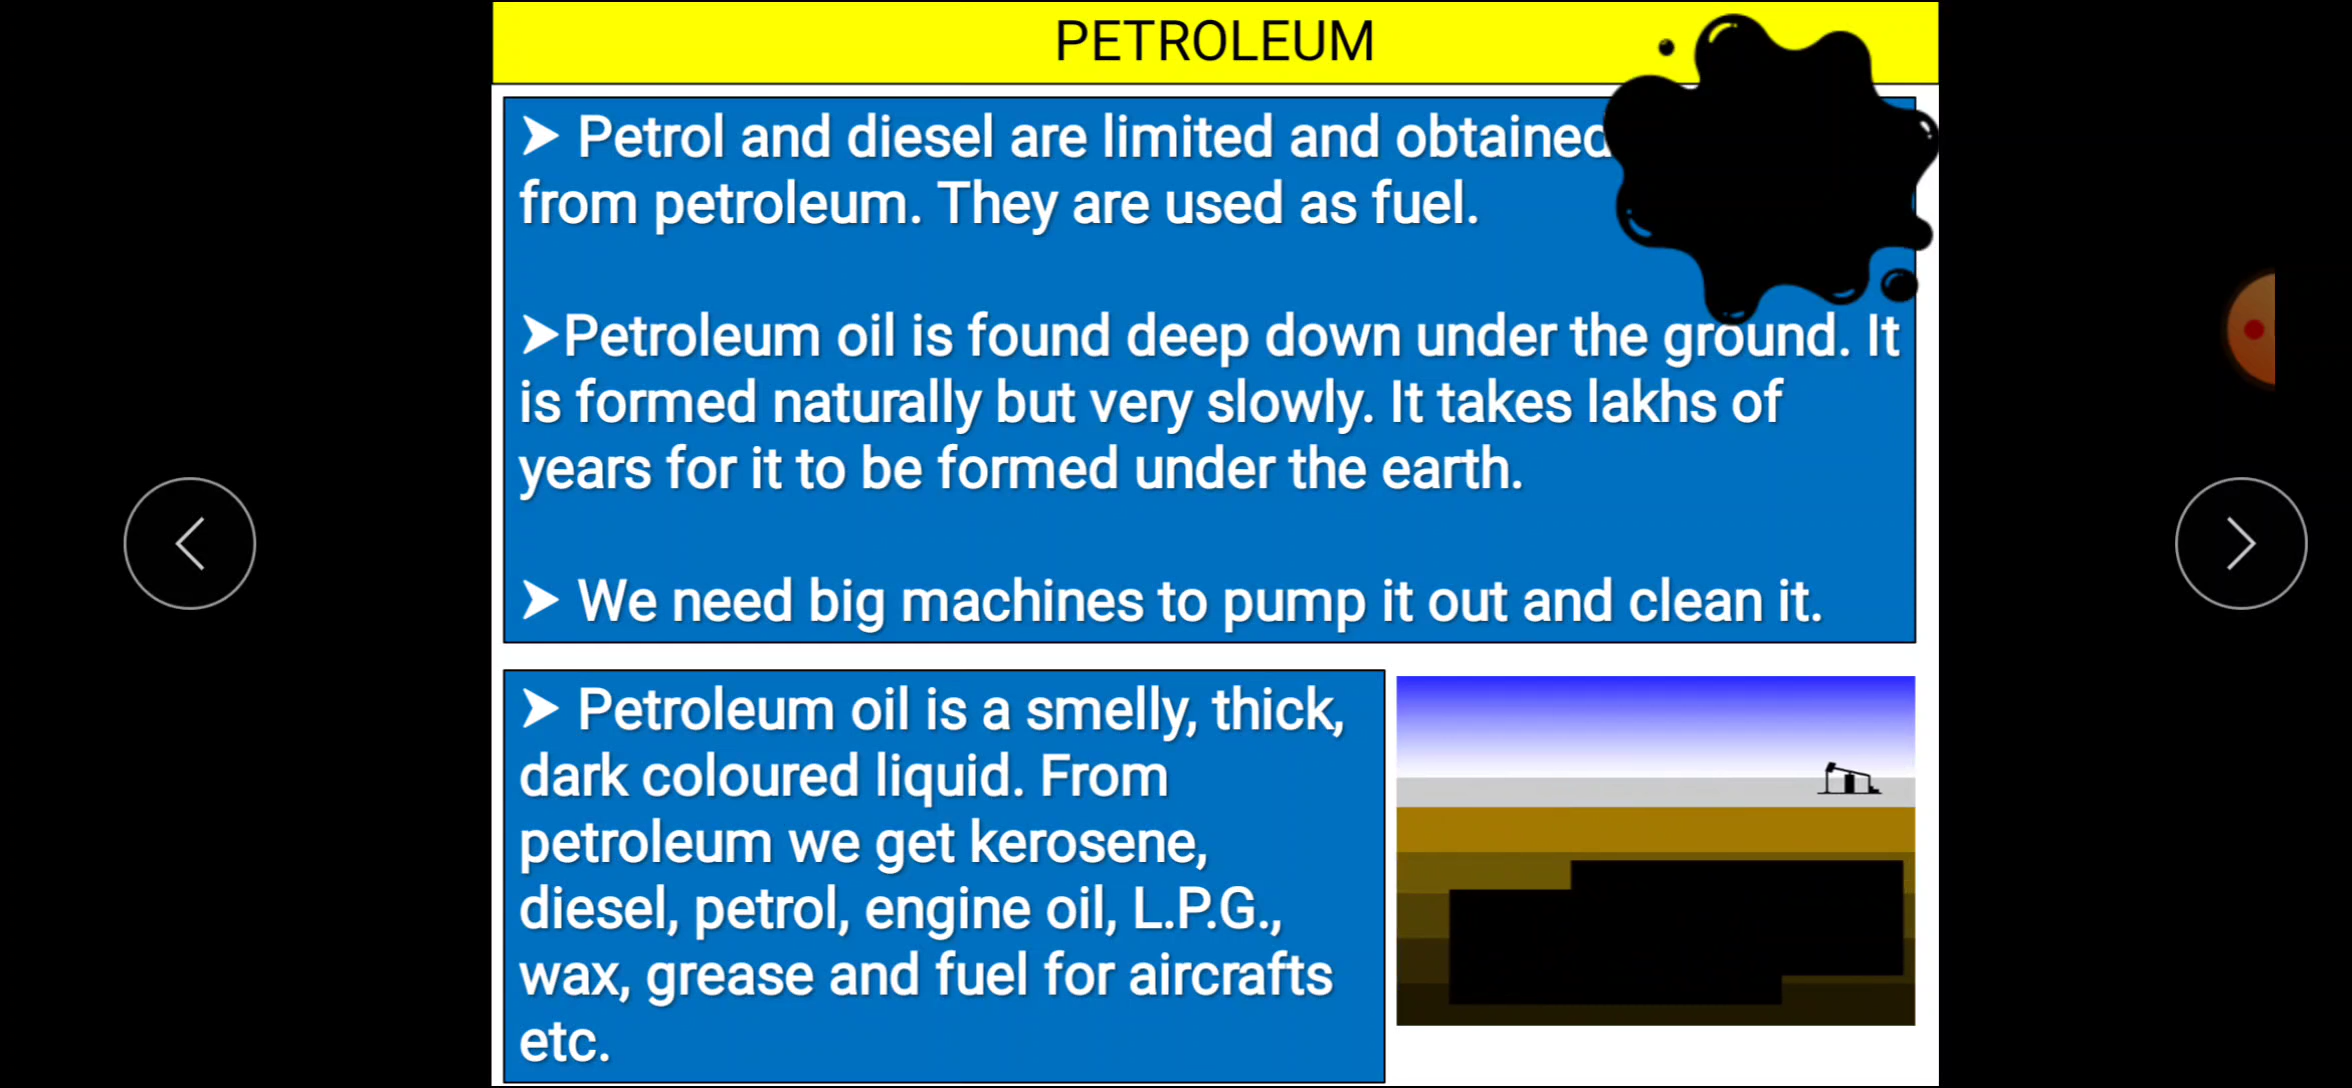 PETROLEUM
➤ Petrol and diesel are limited and obtained
from petroleum. They are used as fuel.
➤Petroleum oil is found deep down under the ground. It
is formed naturally but very slowly. It takes lakhs of
years for it to be formed under the earth.
➤ We need big machines to pump it out and clean it.
➤ Petroleum oil is a smelly, thick,
dark coloured liquid. From
petroleum we get kerosene,
diesel, petrol, engine oil, L.P.G.,
wax, grease and fuel for aircrafts
etc.